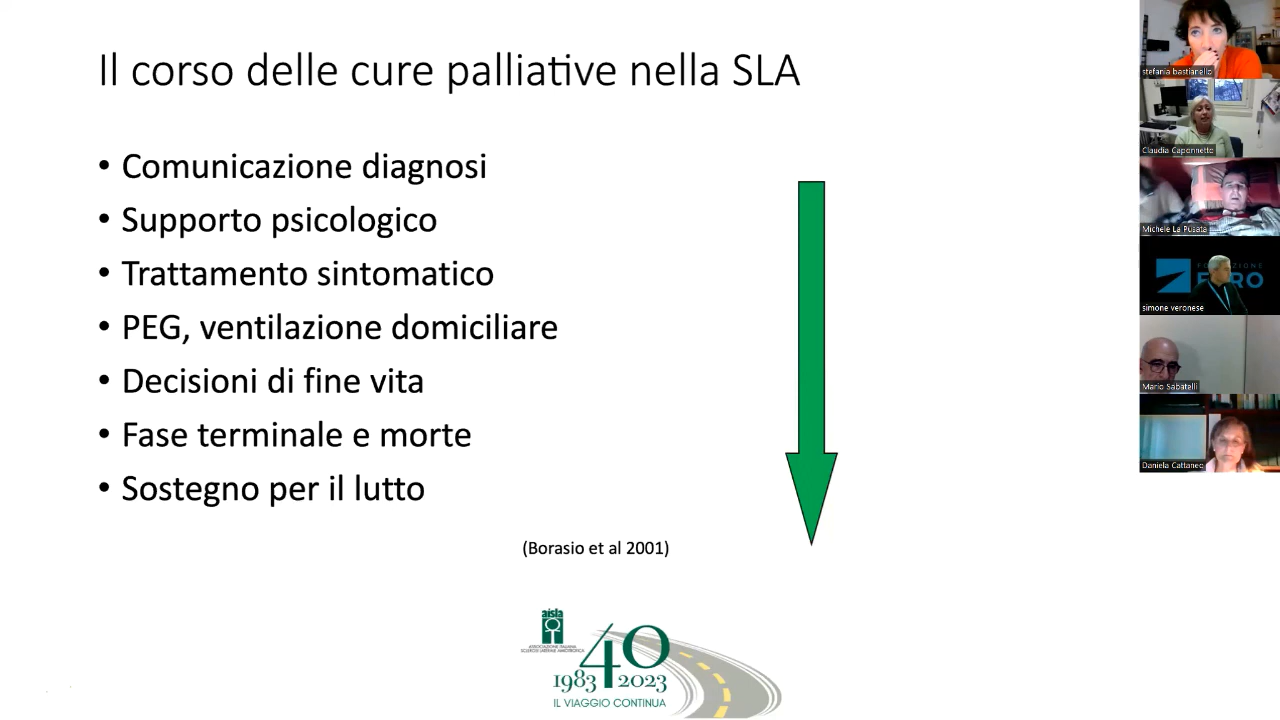 Il corso delle cure palliative nella SLA
• Comunicazione diagnosi
• Supporto psicologico
• Trattamento sintomatico
• PEG, ventilazione domiciliare
• Decisioni di fine vita
• Fase terminale e morte
• Sostegno per il lutto
(Borasio et al 2001)
aisla
ASSOCIAZIONE ITALIANA
SCLEROSI LATERALE AMIOTROFICA
40
1983 2023
IL VIAGGIO CONTINUA
stefania bastianello
Claudia Caponnetto
Michele La Pusata
simone veronese
Mario Sabatelli
Daniela Cattaneo